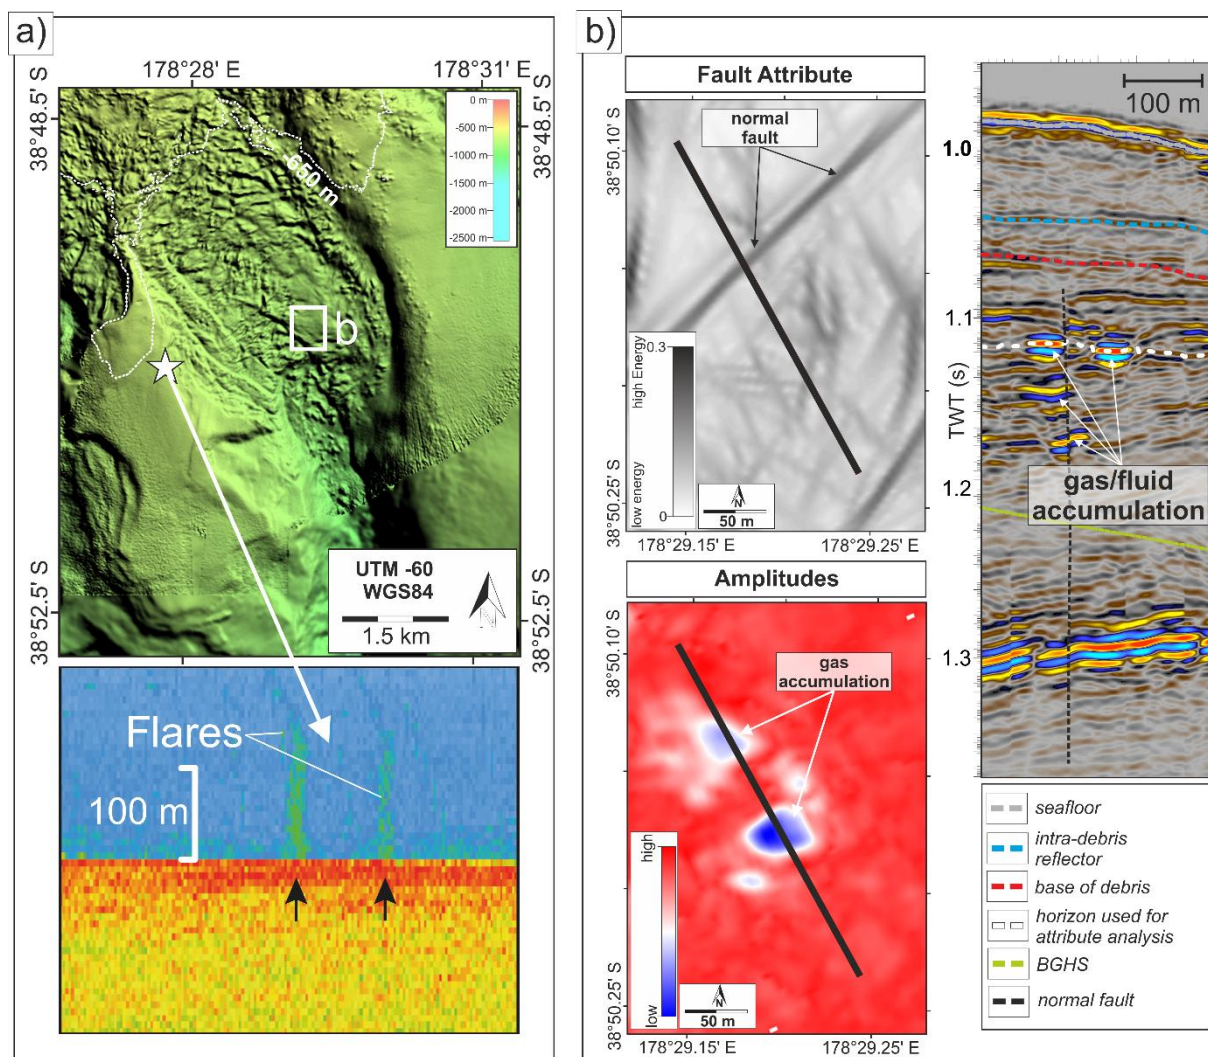 a)
178°28' E
178°31' E
38°48.5' S
38°48.5' S
650 m
0 m
-500 m
-1000 m
-1500 m
-2000 m
-2500 m
b
UTM -60
WGS84
1.5 km
38°52.5' S
38°52.5' S
Flares
100 m
b)
Fault Attribute
normal
fault
38°50.10' S
high Energy
0.3
low energy
0
N
50 m
38°50.25' S
178°29.15' E
178°29.25' E
Amplitudes
gas
accumulation
38°50.10' S
high
low
N
50 m
38°50.25' S
178°29.15' E
178°29.25' E
100 m
1.0
1.1
TWT (s)
1.2
1.3
gas/fluid
accumulation
seafloor
intra-debris
reflector
base of debris
horizon used for
attribute analysis
BGHS
normal fault